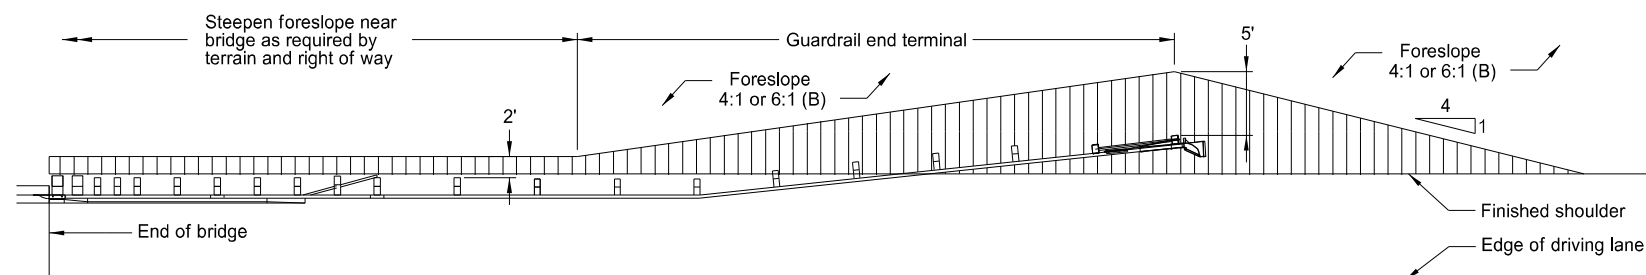 Steepen foreslope near
bridge as required by
terrain and right of way
Guardrail end terminal
5'
Foreslope
4:1 or 6:1 (B)
Foreslope
4:1 or 6:1 (B)
2'
4
1
Finished shoulder
End of bridge
Edge of driving lane